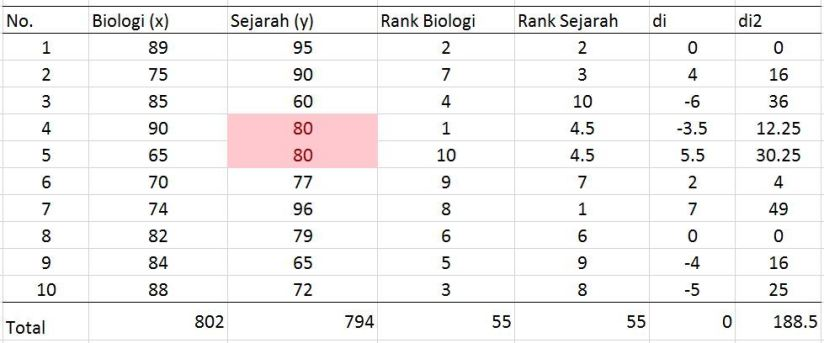 No. Biologi (x) Sejarah (y) Rank Biologi Rank Sejarah di di2
1 89 95 2 2 0 0
2 75 90 7 3 4 16
3 85 60 4 10 -6 36
4 90 80 1 4.5 -3.5 12.25
5 65 80 10 4.5 5.5 30.25
6 70 77 9 7 2 4
7 74 96 8 1 7 49
8 82 79 6 6 0 0
9 84 65 5 9 -4 16
10 88 72 3 8 -5 25
Total 802 794 55 55 0 188.5